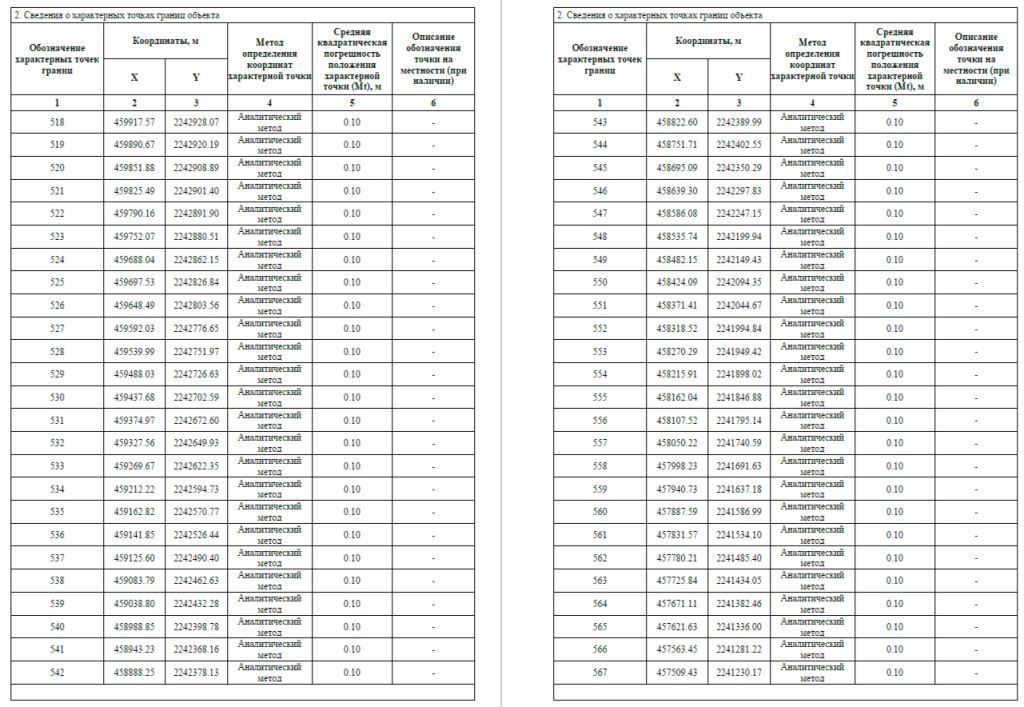 2. Сведения о характерных точках границ объекта
Обозначение характерных точек границ | Координаты, м | Метод определения координат характерной точки | Средняя квадратическая погрешность положения характерной точки (Mt), м | Описание обозначения точки на местности (при наличии)
X | Y
1 | 2 | 3 | 4 | 5 | 6
518 | 459917.57 | 2242928.07 | Аналитический метод | 0.10 | -
519 | 459890.67 | 2242920.19 | Аналитический метод | 0.10 | -
520 | 459851.88 | 2242908.89 | Аналитический метод | 0.10 | -
521 | 459825.49 | 2242901.40 | Аналитический метод | 0.10 | -
522 | 459790.16 | 2242891.90 | Аналитический метод | 0.10 | -
523 | 459752.07 | 2242880.51 | Аналитический метод | 0.10 | -
524 | 459688.04 | 2242862.15 | Аналитический метод | 0.10 | -
525 | 459697.53 | 2242826.84 | Аналитический метод | 0.10 | -
526 | 459648.49 | 2242803.56 | Аналитический метод | 0.10 | -
527 | 459592.03 | 2242776.65 | Аналитический метод | 0.10 | -
528 | 459539.99 | 2242751.97 | Аналитический метод | 0.10 | -
529 | 459488.03 | 2242726.63 | Аналитический метод | 0.10 | -
530 | 459437.68 | 2242702.59 | Аналитический метод | 0.10 | -
531 | 459374.97 | 2242672.60 | Аналитический метод | 0.10 | -
532 | 459327.56 | 2242649.93 | Аналитический метод | 0.10 | -
533 | 459269.67 | 2242622.35 | Аналитический метод | 0.10 | -
534 | 459212.22 | 2242594.73 | Аналитический метод | 0.10 | -
535 | 459162.82 | 2242570.77 | Аналитический метод | 0.10 | -
536 | 459141.85 | 2242526.44 | Аналитический метод | 0.10 | -
537 | 459125.60 | 2242490.40 | Аналитический метод | 0.10 | -
538 | 459083.79 | 2242462.63 | Аналитический метод | 0.10 | -
539 | 459038.80 | 2242432.28 | Аналитический метод | 0.10 | -
540 | 458988.85 | 2242398.78 | Аналитический метод | 0.10 | -
541 | 458943.23 | 2242368.16 | Аналитический метод | 0.10 | -
542 | 458888.25 | 2242378.13 | Аналитический метод | 0.10 | -
2. Сведения о характерных точках границ объекта
Обозначение характерных точек границ | Координаты, м | Метод определения координат характерной точки | Средняя квадратическая погрешность положения характерной точки (Mt), м | Описание обозначения точки на местности (при наличии)
X | Y
1 | 2 | 3 | 4 | 5 | 6
543 | 458822.60 | 2242389.99 | Аналитический метод | 0.10 | -
544 | 458751.71 | 2242402.55 | Аналитический метод | 0.10 | -
545 | 458695.09 | 2242350.29 | Аналитический метод | 0.10 | -
546 | 458639.30 | 2242297.83 | Аналитический метод | 0.10 | -
547 | 458586.08 | 2242247.15 | Аналитический метод | 0.10 | -
548 | 458535.74 | 2242199.94 | Аналитический метод | 0.10 | -
549 | 458482.15 | 2242149.43 | Аналитический метод | 0.10 | -
550 | 458424.09 | 2242094.35 | Аналитический метод | 0.10 | -
551 | 458371.41 | 2242044.67 | Аналитический метод | 0.10 | -
552 | 458318.52 | 2241994.84 | Аналитический метод | 0.10 | -
553 | 458270.29 | 2241949.42 | Аналитический метод | 0.10 | -
554 | 458215.91 | 2241898.02 | Аналитический метод | 0.10 | -
555 | 458162.04 | 2241846.88 | Аналитический метод | 0.10 | -
556 | 458107.52 | 2241795.14 | Аналитический метод | 0.10 | -
557 | 458050.22 | 2241740.59 | Аналитический метод | 0.10 | -
558 | 457998.23 | 2241691.63 | Аналитический метод | 0.10 | -
559 | 457940.73 | 2241637.18 | Аналитический метод | 0.10 | -
560 | 457887.59 | 2241586.99 | Аналитический метод | 0.10 | -
561 | 457831.57 | 2241534.10 | Аналитический метод | 0.10 | -
562 | 457780.21 | 2241485.40 | Аналитический метод | 0.10 | -
563 | 457725.84 | 2241434.05 | Аналитический метод | 0.10 | -
564 | 457671.11 | 2241382.46 | Аналитический метод | 0.10 | -
565 | 457621.63 | 2241336.00 | Аналитический метод | 0.10 | -
566 | 457563.45 | 2241281.22 | Аналитический метод | 0.10 | -
567 | 457509.43 | 2241230.17 | Аналитический метод | 0.10 | -